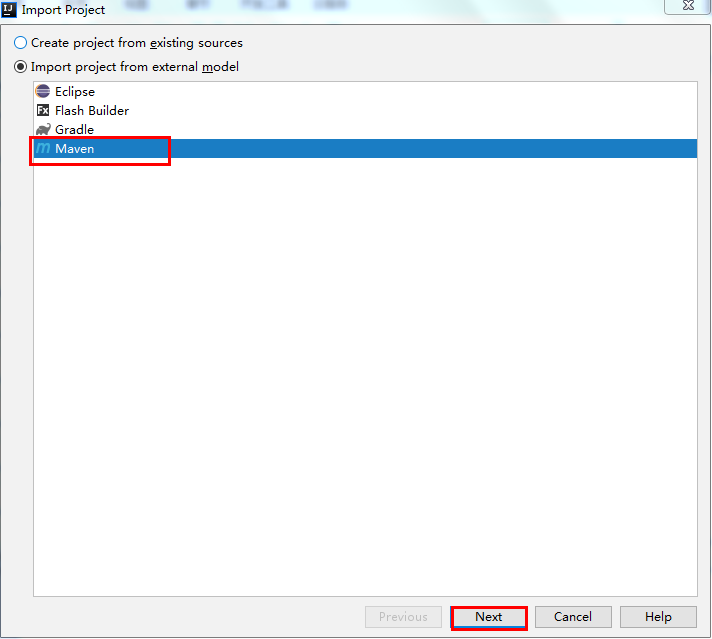 Import Project
Create project from existing sources
Import project from external model
Eclipse
Fx Flash Builder
Gradle
m Maven
Previous Next Cancel Help